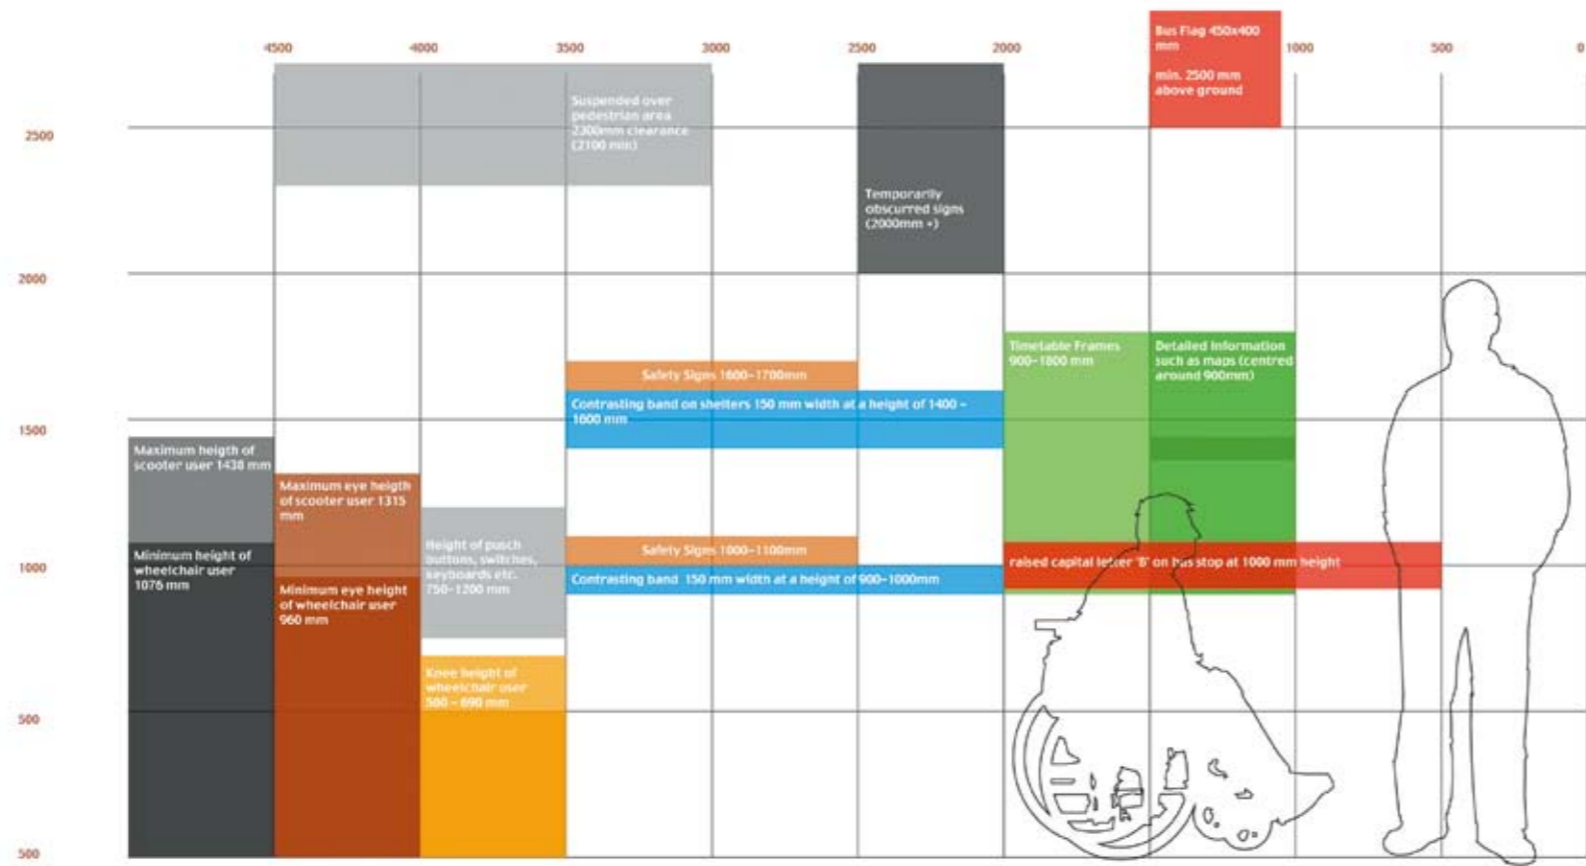 4500
4000
3500
3000
2500
2000
1000
500
0
Bus Flag 450x400
mm
min. 2500 mm
above ground
Suspended over
pedestrian area
2300mm clearance
(2100 min)
2500
Temporarily
obscurred signs
(2000mm +)
2000
Timetable Frames
900-1800 mm
Detailed Information
such as maps (centred
around 900mm)
Safety Signs 1600-1700mm
Contrasting band on shelters 150 mm width at a height of 1400 -
1600 mm
1500
Maximum heigth of
scooter user 1438 mm
Maximum eye heigth
of scooter user 1315
mm
Height of pusch
buttons, switches,
keyboards etc.
750-1200 mm
Minimum height of
wheelchair user
1076 mm
Safety Signs 1000-1100mm
raised capital letter 'B' on bus stop at 1000 mm height
1000
Contrasting band 150 mm width at a height of 900-1000mm
Minimum eye height
of wheelchair user
960 mm
Knee height of
wheelchair user
500 - 690 mm
500
500